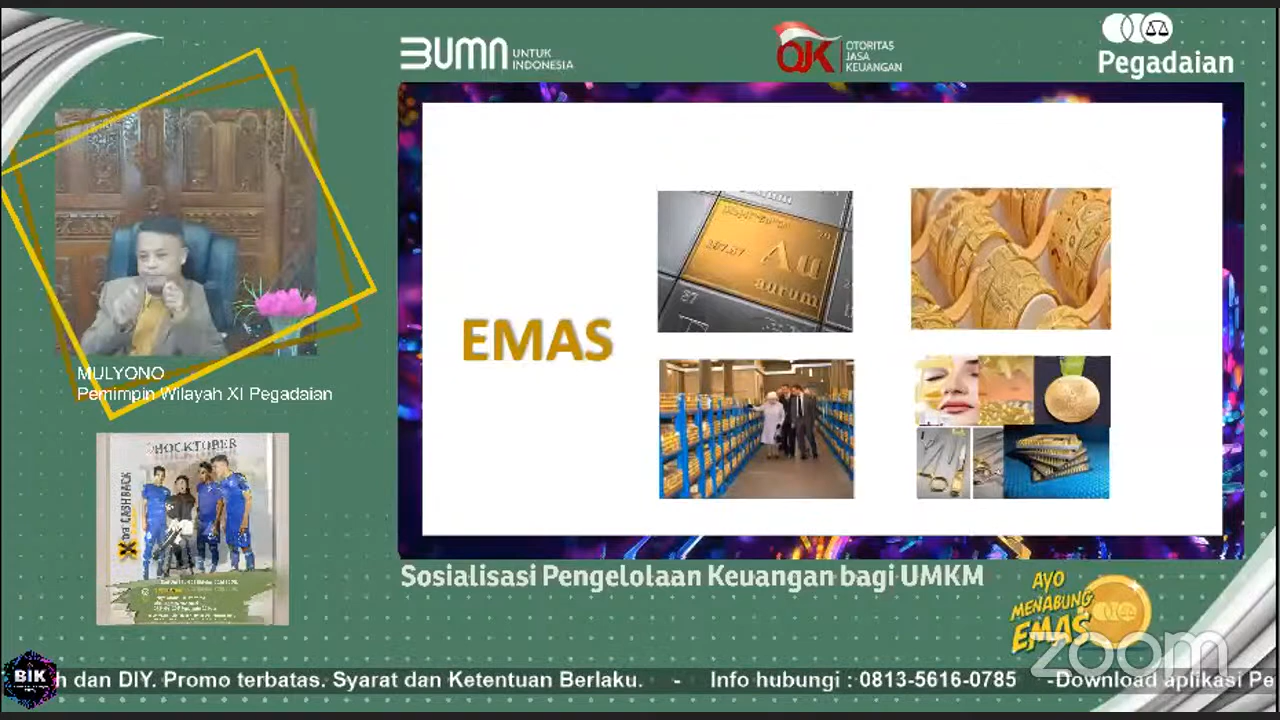 BUMN UNTUK
INDONESIA
OJK OTORITAS
JASA
KEUANGAN
Pegadaian
EMAS
Au
aurum
MULYONO
Pemimpin Wilayah XI Pegadaian
SHOCKTOBER
CASHBACK
Sosialisasi Pengelolaan Keuangan bagi UMKM
AYO
MENABUNG
EMAS
zoom
BIK
h dan DIY. Promo terbatas. Syarat dan Ketentuan Berlaku. - Info hubungi : 0813-5616-0785 -Download aplikasi Pe